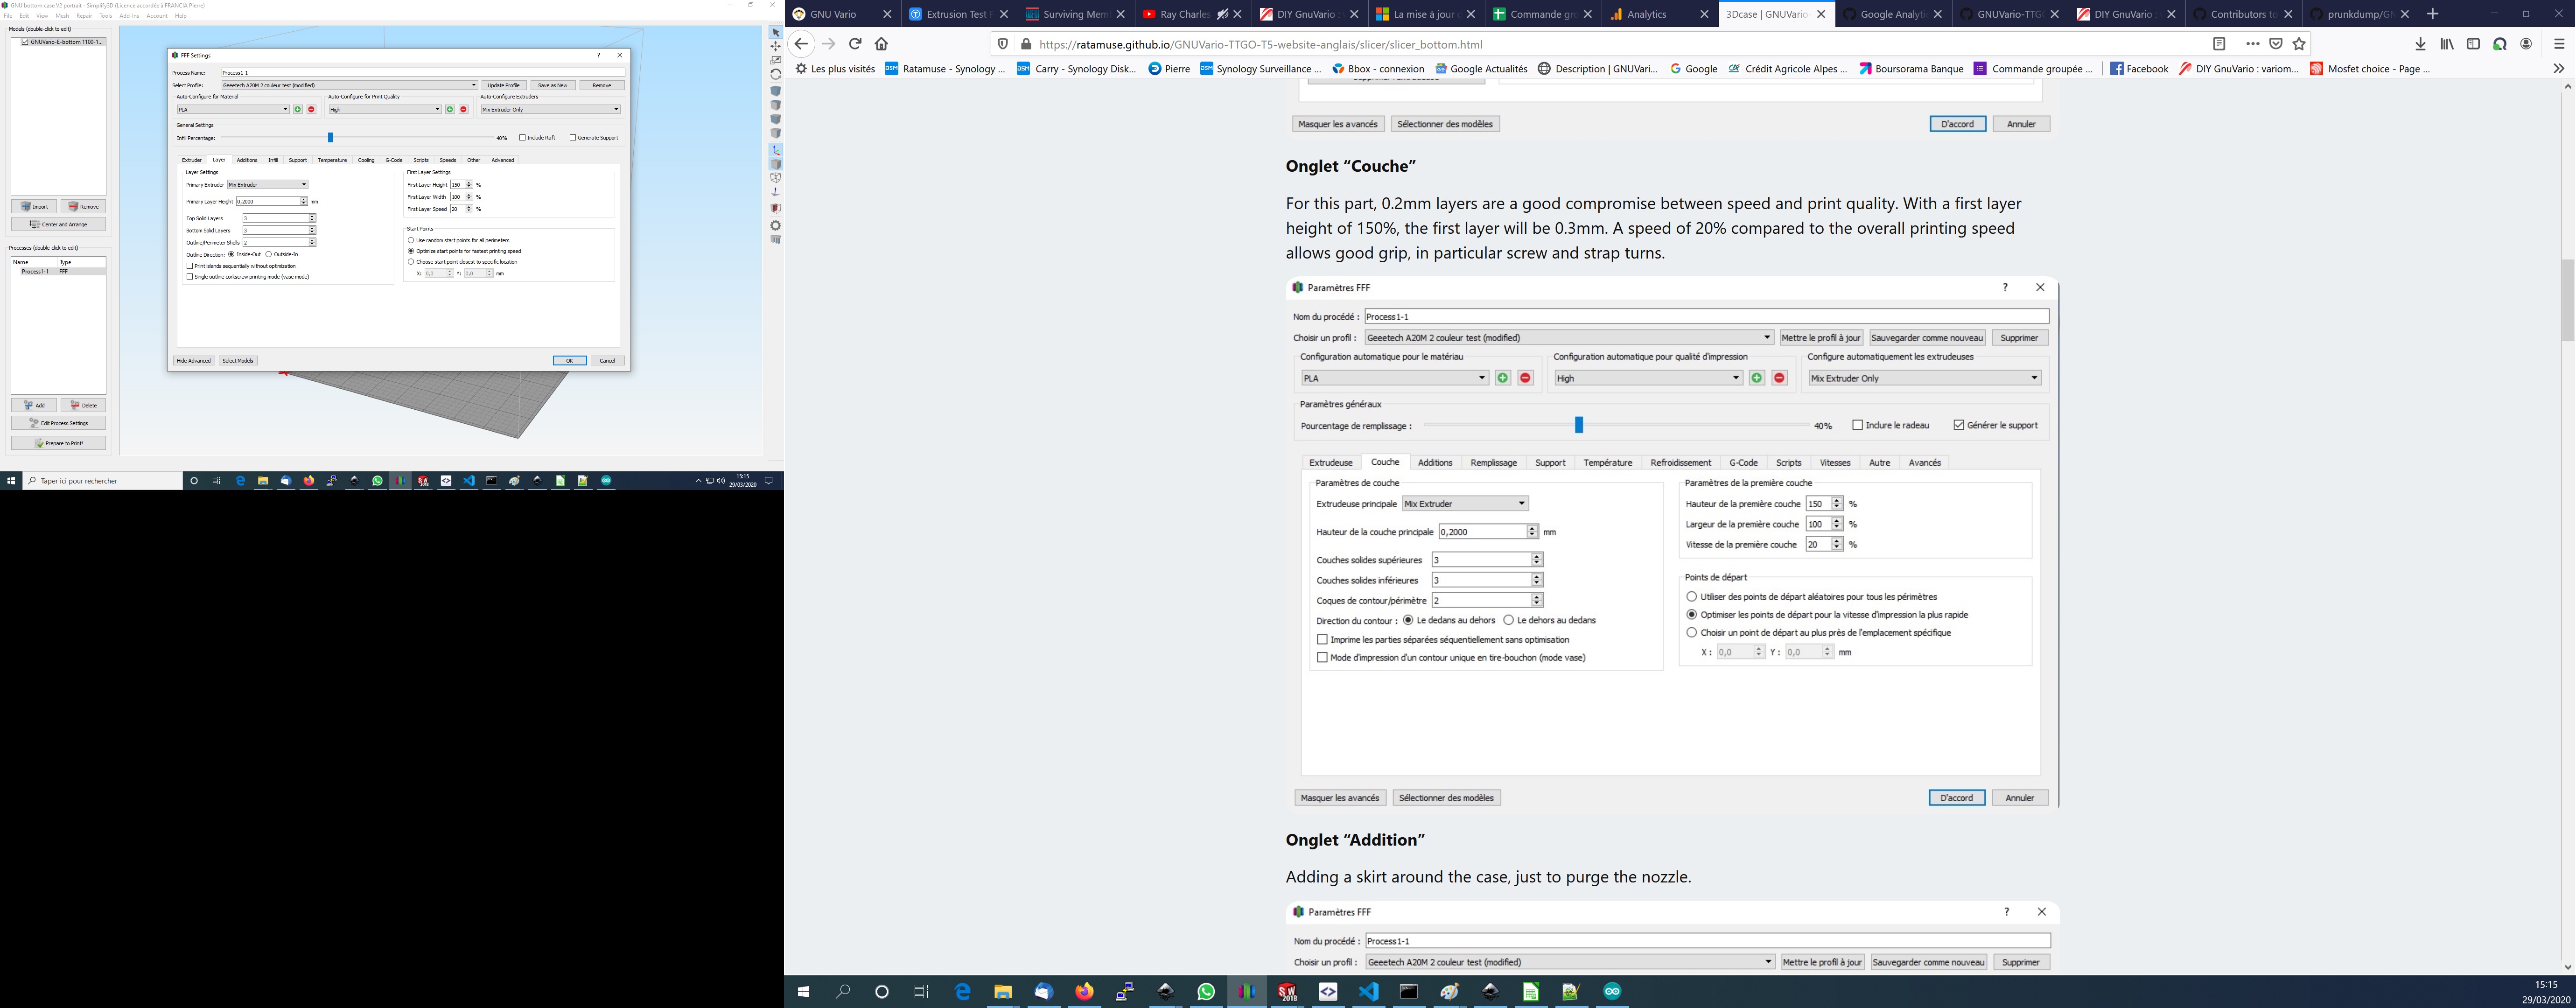 GNU bottom case V2 portrait - Simplify3D (Licence accordée à FRANCIA Pierre)
File Edit View Mesh Repair Tools Add-Ins Account Help
Models (double-click to edit)
GNUVario-E-bottom 1100-1...
Import Remove
Center and Arrange
Processes (double-click to edit)
Name Type
Process1-1 FFF
Add Delete
Edit Process Settings
Prepare to Print!
FFF Settings
Process Name: Process1-1
Select Profile: Geeetech A20M 2 couleur test (modified) Update Profile Save as New Remove
Auto-Configure for Material Auto-Configure for Print Quality Auto-Configure Extruders
PLA High Mix Extruder Only
General Settings
Infill Percentage: 40% Include Raft Generate Support
Extruder Layer Additions Infill Support Temperature Cooling G-Code Scripts Speeds Other Advanced
Layer Settings
Primary Extruder Mix Extruder
Primary Layer Height 0,2000 mm
Top Solid Layers 3
Bottom Solid Layers 3
Outline/Perimeter Shells 2
Outline Direction: Inside-Out Outside-In
Print islands sequentially without optimization
Single outline corkscrew printing mode (vase mode)
First Layer Settings
First Layer Height 150 %
First Layer Width 100 %
First Layer Speed 20 %
Start Points
Use random start points for all perimeters
Optimize start points for fastest printing speed
Choose start point closest to specific location
X: 0,0 Y: 0,0 mm
Hide Advanced Select Models OK Cancel
Taper ici pour rechercher
15:15
29/03/2020
GNU Vario
Extrusion Test
Surviving Mem
Ray Charles
DIY GnuVario
La mise à jour
Commande gr
Analytics
3Dcase | GNUVario
Google Analyti
GNUVario-TTG
DIY GnuVario
Contributors to
prunkdump/GN
https://ratamuse.github.io/GNUVario-TTGO-T5-website-anglais/slicer/slicer_bottom.html
Les plus visités Ratamuse - Synology ... Carry - Synology Disk... Pierre Synology Surveillance ... Bbox - connexion Google Actualités Description | GNUVari... Google Crédit Agricole Alpes ... Boursorama Banque Commande groupée ... Facebook DIY GnuVario : variom... Mosfet choice - Page ...
Masquer les avancés Sélectionner des modèles D'accord Annuler
Onglet “Couche”
For this part, 0.2mm layers are a good compromise between speed and print quality. With a first layer
height of 150%, the first layer will be 0.3mm. A speed of 20% compared to the overall printing speed
allows good grip, in particular screw and strap turns.
Paramètres FFF
Nom du procédé : Process1-1
Choisir un profil : Geeetech A20M 2 couleur test (modified) Mettre le profil à jour Sauvegarder comme nouveau Supprimer
Configuration automatique pour le matériau Configuration automatique pour qualité d'impression Configure automatiquement les extrudeuses
PLA High Mix Extruder Only
Paramètres généraux
Pourcentage de remplissage : 40% Inclure le radeau Générer le support
Extrudeuse Couche Additions Remplissage Support Température Refroidissement G-Code Scripts Vitesses Autre Avancés
Paramètres de couche
Extrudeuse principale Mix Extruder
Hauteur de la couche principale 0,2000 mm
Couches solides supérieures 3
Couches solides inférieures 3
Coques de contour/périmètre 2
Direction du contour : Le dedans au dehors Le dehors au dedans
Imprime les parties séparées séquentiellement sans optimisation
Mode d'impression d'un contour unique en tire-bouchon (mode vase)
Paramètres de la première couche
Hauteur de la première couche 150 %
Largeur de la première couche 100 %
Vitesse de la première couche 20 %
Points de départ
Utiliser des points de départ aléatoires pour tous les périmètres
Optimiser les points de départ pour la vitesse d'impression la plus rapide
Choisir un point de départ au plus près de l'emplacement spécifique
X : 0,0 Y : 0,0 mm
Masquer les avancés Sélectionner des modèles D'accord Annuler
Onglet “Addition”
Adding a skirt around the case, just to purge the nozzle.
Paramètres FFF
Nom du procédé : Process1-1
Choisir un profil : Geeetech A20M 2 couleur test (modified) Mettre le profil à jour Sauvegarder comme nouveau Supprimer
15:15
29/03/2020